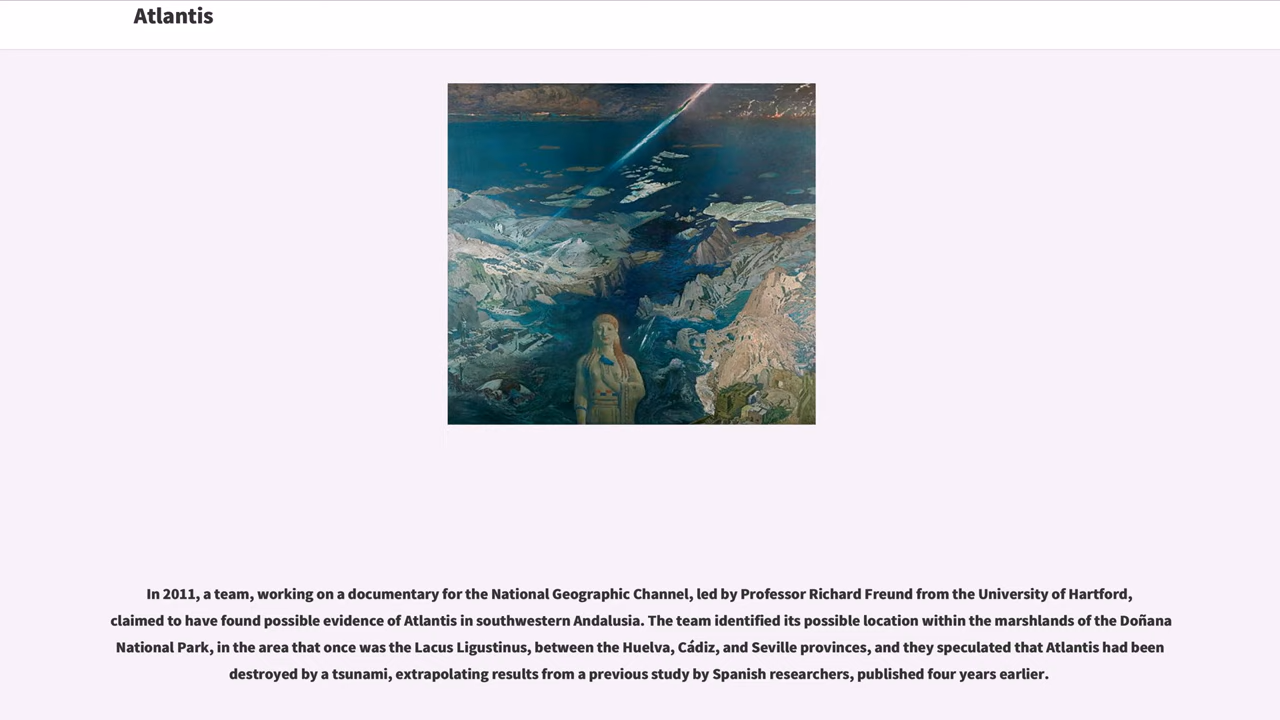 Atlantis
In 2011, a team, working on a documentary for the National Geographic Channel, led by Professor Richard Freund from the University of Hartford,
claimed to have found possible evidence of Atlantis in southwestern Andalusia. The team identified its possible location within the marshlands of the Doñana
National Park, in the area that once was the Lacus Ligustinus, between the Huelva, Cádiz, and Seville provinces, and they speculated that Atlantis had been
destroyed by a tsunami, extrapolating results from a previous study by Spanish researchers, published four years earlier.